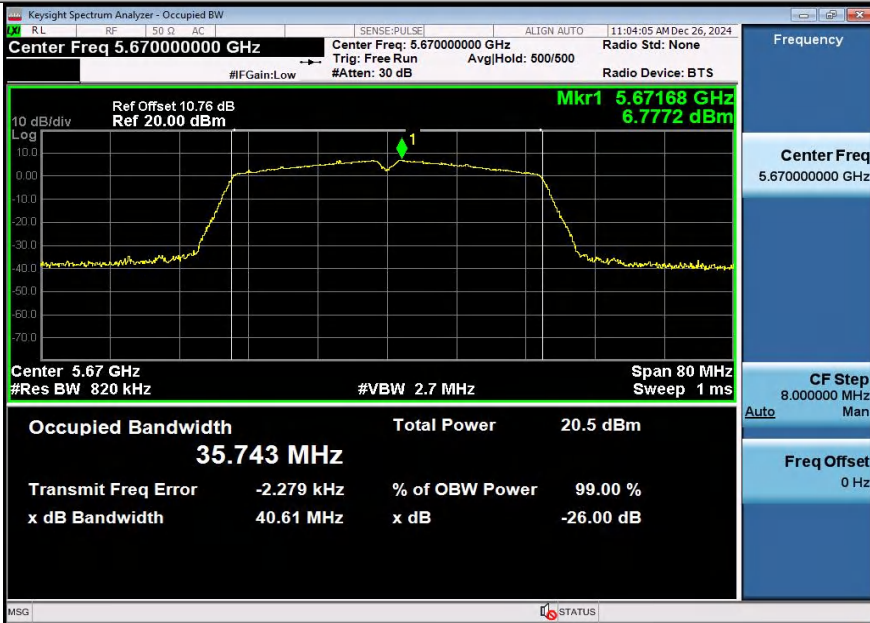 Keysight Spectrum Analyzer - Occupied BW
LXI RL RF 50 Ω AC SENSE:PULSE ALIGN AUTO 11:04:05 AM Dec 26, 2024
Center Freq 5.670000000 GHz
Center Freq: 5.670000000 GHz Radio Std: None
Trig: Free Run Avg|Hold: 500/500
#IFGain:Low #Atten: 30 dB Radio Device: BTS
Frequency
Mkr1 5.67168 GHz
6.7772 dBm
Ref Offset 10.76 dB
10 dB/div Ref 20.00 dBm
Log
1
10.0
0.00
-10.0
-20.0
-30.0
-40.0
-50.0
-60.0
-70.0
Center 5.67 GHz Span 80 MHz
#Res BW 820 kHz #VBW 2.7 MHz Sweep 1 ms
Occupied Bandwidth Total Power 20.5 dBm
35.743 MHz
Transmit Freq Error -2.279 kHz % of OBW Power 99.00 %
x dB Bandwidth 40.61 MHz x dB -26.00 dB
Center Freq
5.670000000 GHz
CF Step
8.000000 MHz
Auto Man
Freq Offset
0 Hz
MSG STATUS